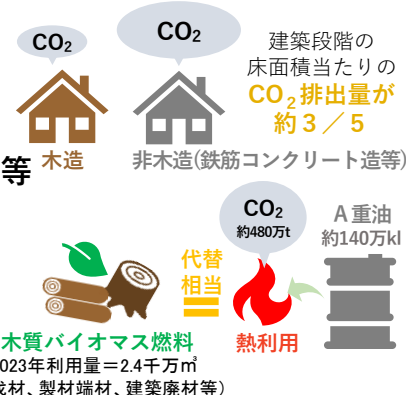 CO₂
CO₂
建築段階の
床面積当たりの
CO₂排出量が
約3／5
等
木造
非木造(鉄筋コンクリート造等)
CO₂
約480万t
A重油
約140万kl
代替
相当
木質バイオマス燃料
熱利用
023年利用量＝2.4千万㎥
材、製材端材、建築廃材等)